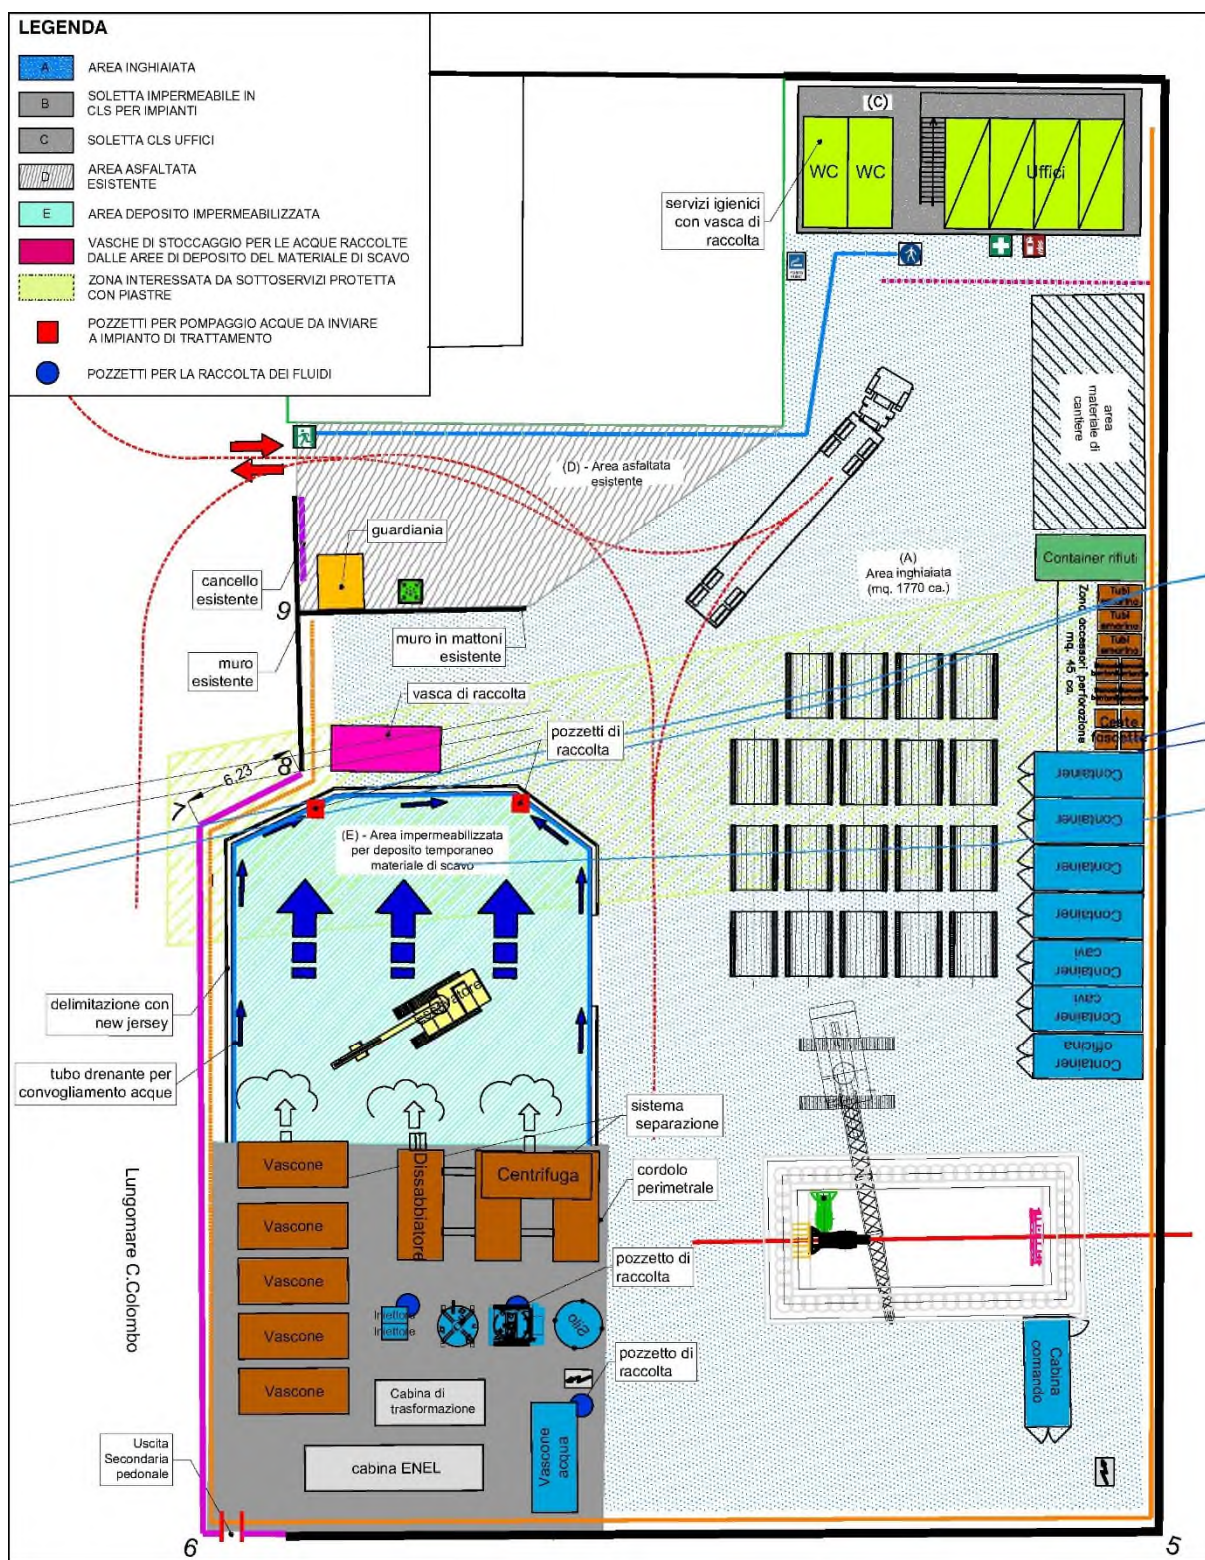 LEGENDA
A
AREA INGHIAIATA
B
SOLETTA IMPERMEABILE IN
CLS PER IMPIANTI
C
SOLETTA CLS UFFICI
D
AREA ASFALTATA
ESISTENTE
E
AREA DEPOSITO IMPERMEABILIZZATA
VASCHE DI STOCCAGGIO PER LE ACQUE RACCOLTE
DALLE AREE DI DEPOSITO DEL MATERIALE DI SCAVO
ZONA INTERESSATA DA SOTTOSERVIZI PROTETTA
CON PIASTRE
POZZETTI PER POMPAGGIO ACQUE DA INVIARE
A IMPIANTO DI TRATTAMENTO
POZZETTI PER LA RACCOLTA DEI FLUIDI
(C)
WC
WC
Uffici
servizi igienici
con vasca di
raccolta
area
materiale di
cantiere
(D) - Area asfaltata
esistente
guardiania
cancello
esistente
9
muro in mattoni
esistente
muro
esistente
(A)
Area inghiaiata
(mq. 1770 ca.)
Container rifiuti
Zona accessori perforazione
mq. 45 ca.
Tubi
smarino
Tubi
smarino
Tubi
smarino
Ceste
fascette
vasca di raccolta
pozzetti di
raccolta
8
6.23
7
(E) - Area impermeabilizzata
per deposito temporaneo
materiale di scavo
Container
Container
Container
Container
Container
cavi
Container
cavi
Container
officina
Escavatore
delimitazione con
new jersey
tubo drenante per
convogliamento acque
sistema
separazione
Vascone
Dissabbiatore
Centrifuga
cordolo
perimetrale
Lungomare C.Colombo
Vascone
Vascone
Vascone
Vascone
pozzetto di
raccolta
Iniettore
Iniettore
Silo
pozzetto di
raccolta
Cabina di
trasformazione
Vascone
acqua
cabina ENEL
Cabina
comando
Uscita
Secondaria
pedonale
6
5